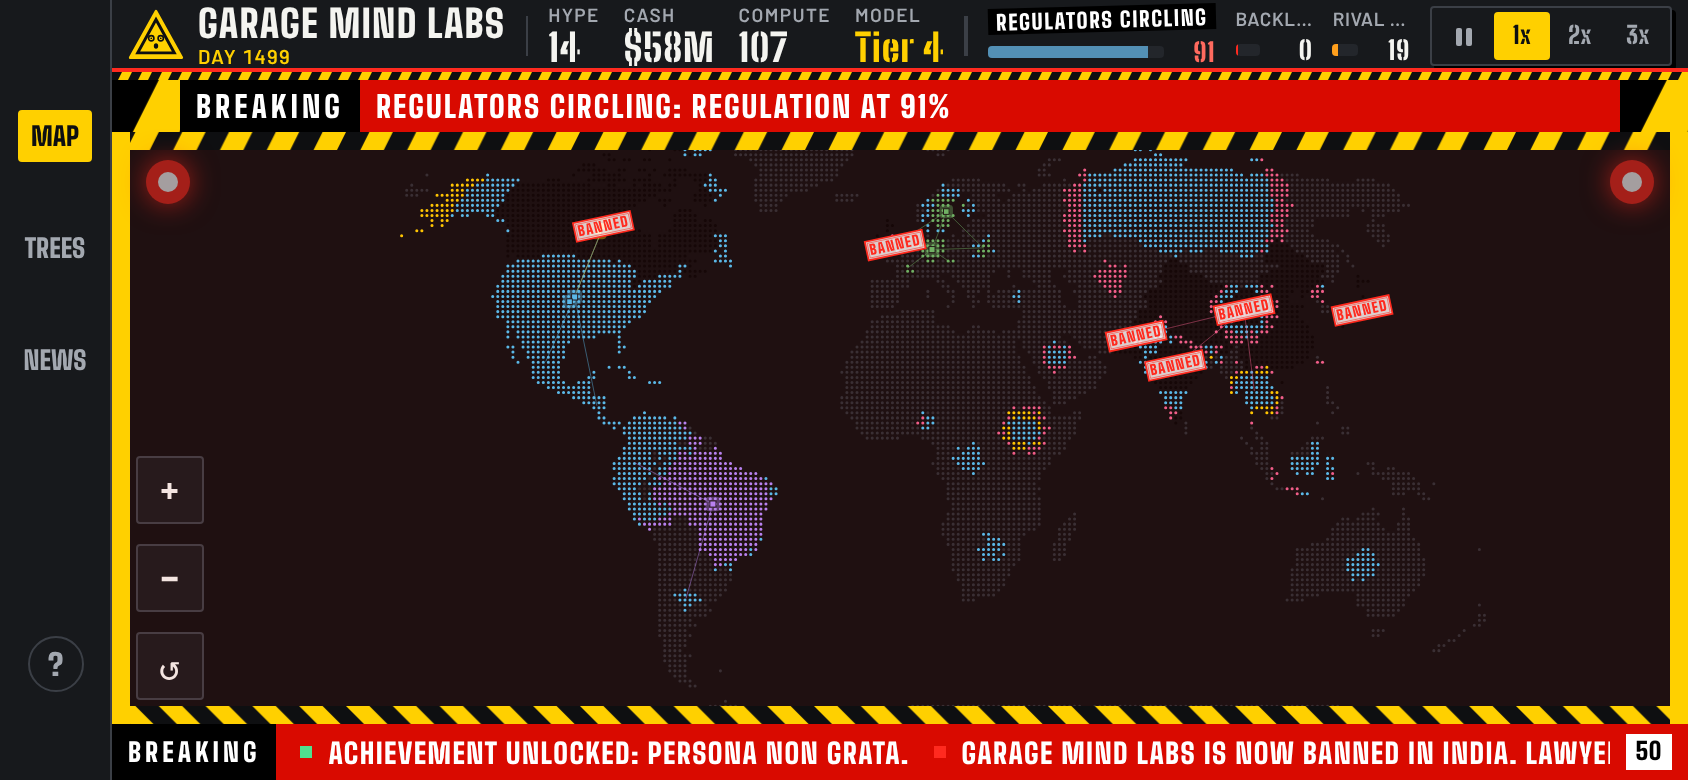 GARAGE MIND LABS
DAY 1499
HYPE
14
CASH
$58M
COMPUTE
107
MODEL
Tier 4
REGULATORS CIRCLING
91
BACKL...
0
RIVAL ...
19
1x
2x
3x
BREAKING
REGULATORS CIRCLING: REGULATION AT 91%
MAP
TREES
NEWS
?
BANNED
BANNED
BANNED
BANNED
BANNED
BANNED
+
−
↺
BREAKING
ACHIEVEMENT UNLOCKED: PERSONA NON GRATA.
GARAGE MIND LABS IS NOW BANNED IN INDIA. LAWYE
50